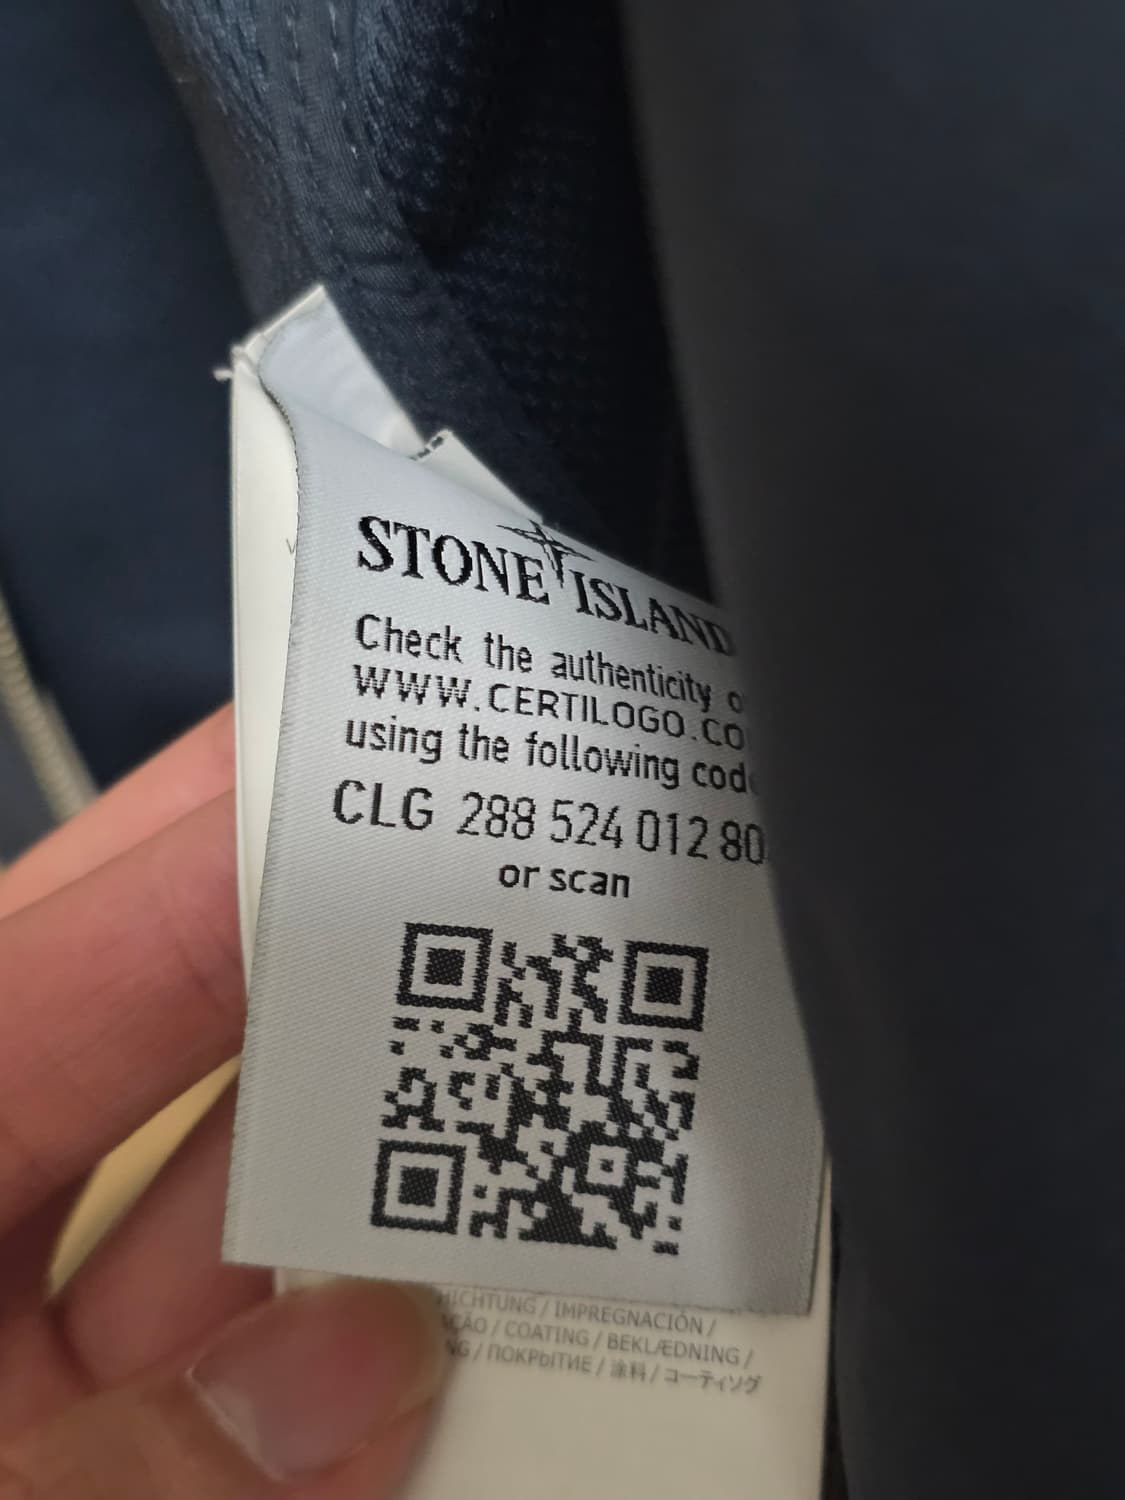 STONE ISLAND
Check the authenticity
WWW.CERTILOGO.CO
using the following
CLG 288 524 012 80
or scan
IMPREGNACIÓN /
/ COATING / BEKLÆDNING /
/ ПОКРЫТИЕ / 涂料 / コーティング